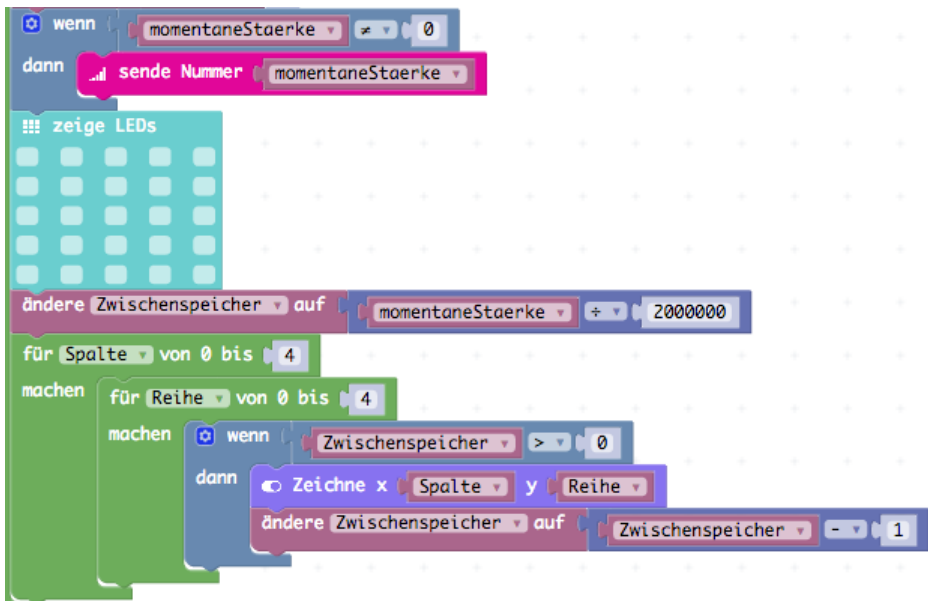 wenn momentaneStaerke ≠ 0
dann sende Nummer momentaneStaerke
zeige LEDs
ändere Zwischenspeicher auf momentaneStaerke ÷ 2000000
für Spalte von 0 bis 4
machen für Reihe von 0 bis 4
machen wenn Zwischenspeicher > 0
dann Zeichne x Spalte y Reihe
ändere Zwischenspeicher auf Zwischenspeicher - 1